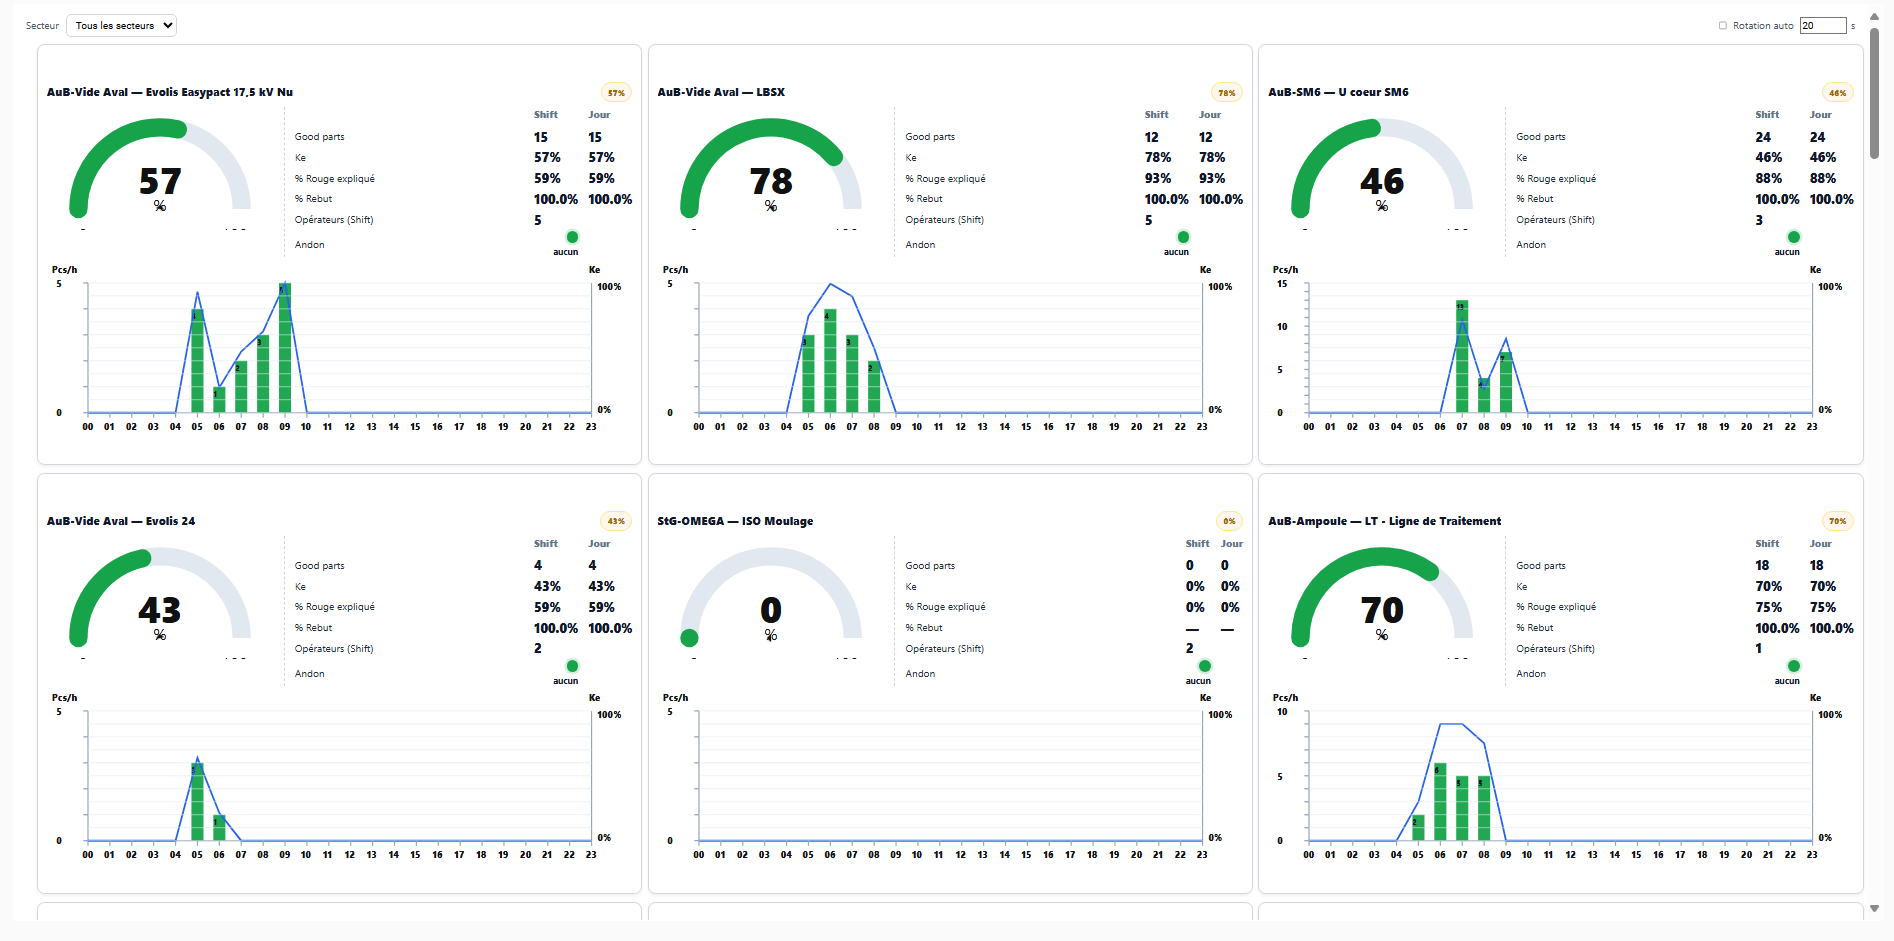 Secteur Tous les secteurs Rotation auto 20 s
AuB-Vide Aval — Evolis Easypact 17,5 kV Nu 57%
Shift Jour
Good parts 15 15
Ke 57% 57%
% Rouge expliqué 59% 59%
% Rebut 100.0% 100.0%
Opérateurs (Shift) 5
Andon
aucun
57
%
Pcs/h Ke
5 100%
4 1 2 3 5
0 0%
00 01 02 03 04 05 06 07 08 09 10 11 12 13 14 15 16 17 18 19 20 21 22 23
AuB-Vide Aval — LBSX 78%
Shift Jour
Good parts 12 12
Ke 78% 78%
% Rouge expliqué 93% 93%
% Rebut 100.0% 100.0%
Opérateurs (Shift) 5
Andon
aucun
78
%
Pcs/h Ke
5 100%
3 4 3 2
0 0%
00 01 02 03 04 05 06 07 08 09 10 11 12 13 14 15 16 17 18 19 20 21 22 23
AuB-SM6 — U coeur SM6 46%
Shift Jour
Good parts 24 24
Ke 46% 46%
% Rouge expliqué 88% 88%
% Rebut 100.0% 100.0%
Opérateurs (Shift) 3
Andon
aucun
46
%
Pcs/h Ke
15 100%
10
5
13 4 7
0 0%
00 01 02 03 04 05 06 07 08 09 10 11 12 13 14 15 16 17 18 19 20 21 22 23
AuB-Vide Aval — Evolis 24 43%
Shift Jour
Good parts 4 4
Ke 43% 43%
% Rouge expliqué 59% 59%
% Rebut 100.0% 100.0%
Opérateurs (Shift) 2
Andon
aucun
43
%
Pcs/h Ke
5 100%
3 1
0 0%
00 01 02 03 04 05 06 07 08 09 10 11 12 13 14 15 16 17 18 19 20 21 22 23
StG-OMEGA — ISO Moulage 0%
Shift Jour
Good parts 0 0
Ke 0% 0%
% Rouge expliqué 0% 0%
% Rebut — —
Opérateurs (Shift) 2
Andon
aucun
0
%
Pcs/h Ke
5 100%
0 0%
00 01 02 03 04 05 06 07 08 09 10 11 12 13 14 15 16 17 18 19 20 21 22 23
AuB-Ampoule — LT - Ligne de Traitement 70%
Shift Jour
Good parts 18 18
Ke 70% 70%
% Rouge expliqué 75% 75%
% Rebut 100.0% 100.0%
Opérateurs (Shift) 1
Andon
aucun
70
%
Pcs/h Ke
10 100%
5
2 6 5 5
0 0%
00 01 02 03 04 05 06 07 08 09 10 11 12 13 14 15 16 17 18 19 20 21 22 23